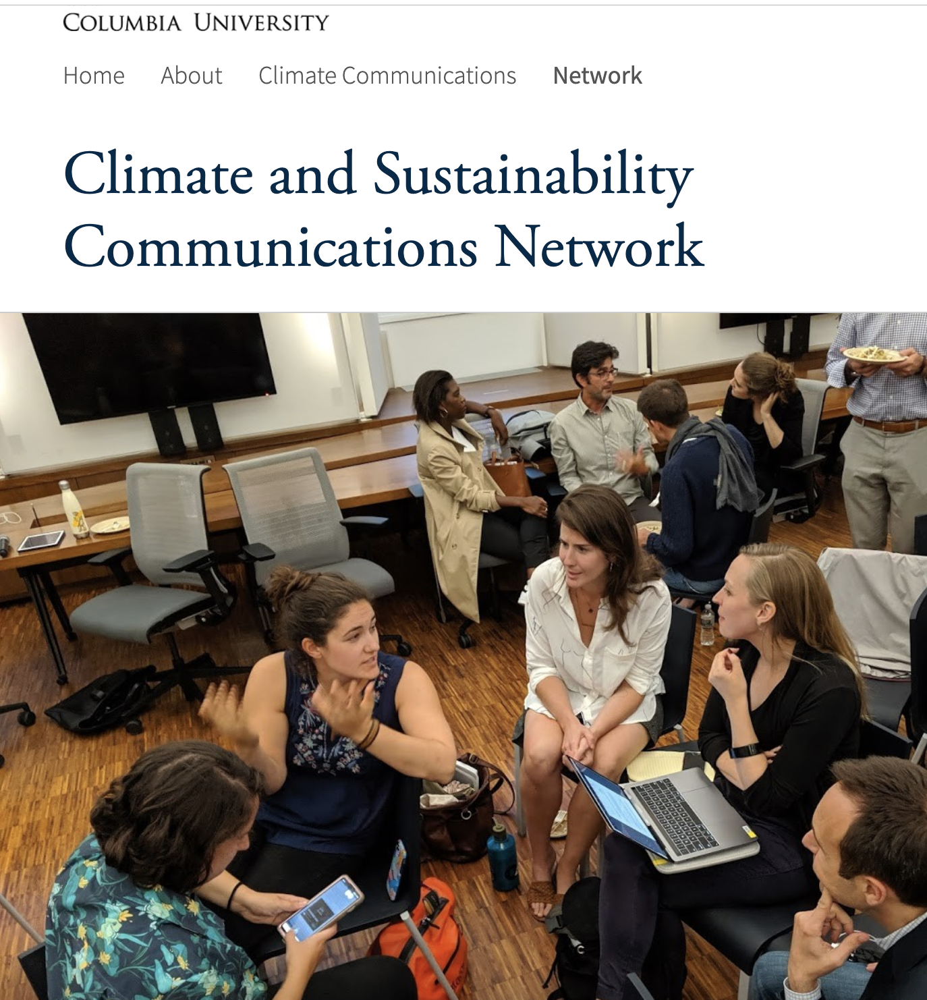 COLUMBIA UNIVERSITY
Home About Climate Communications Network
Climate and Sustainability
Communications Network